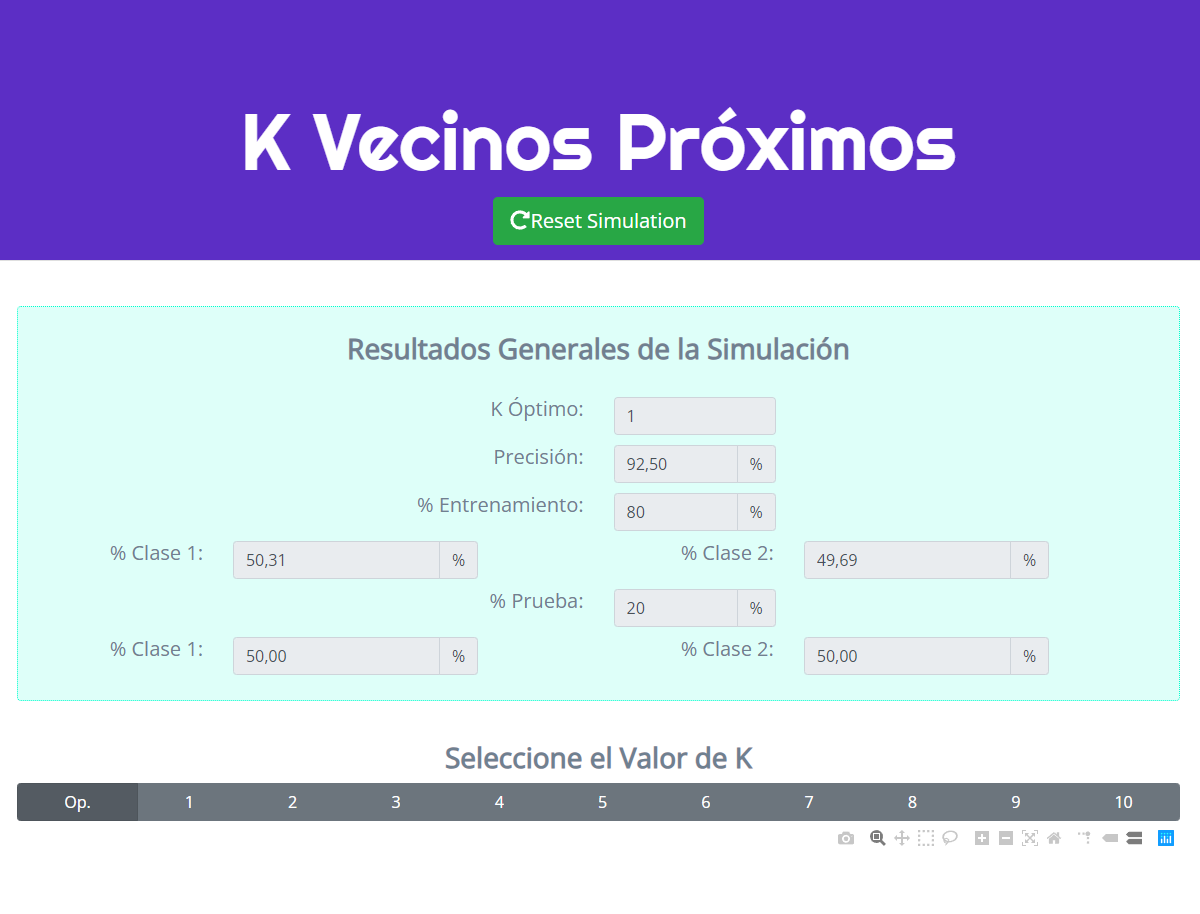 K Vecinos Próximos
Reset Simulation
Resultados Generales de la Simulación
K Óptimo: 1
Precisión: 92,50 %
% Entrenamiento: 80 %
% Clase 1: 50,31 % % Clase 2: 49,69 %
% Prueba: 20 %
% Clase 1: 50,00 % % Clase 2: 50,00 %
Seleccione el Valor de K
Op. 1 2 3 4 5 6 7 8 9 10